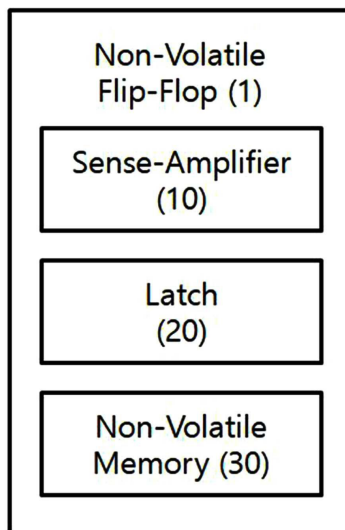 Non-Volatile
Flip-Flop (1)
Sense-Amplifier
(10)
Latch
(20)
Non-Volatile
Memory (30)